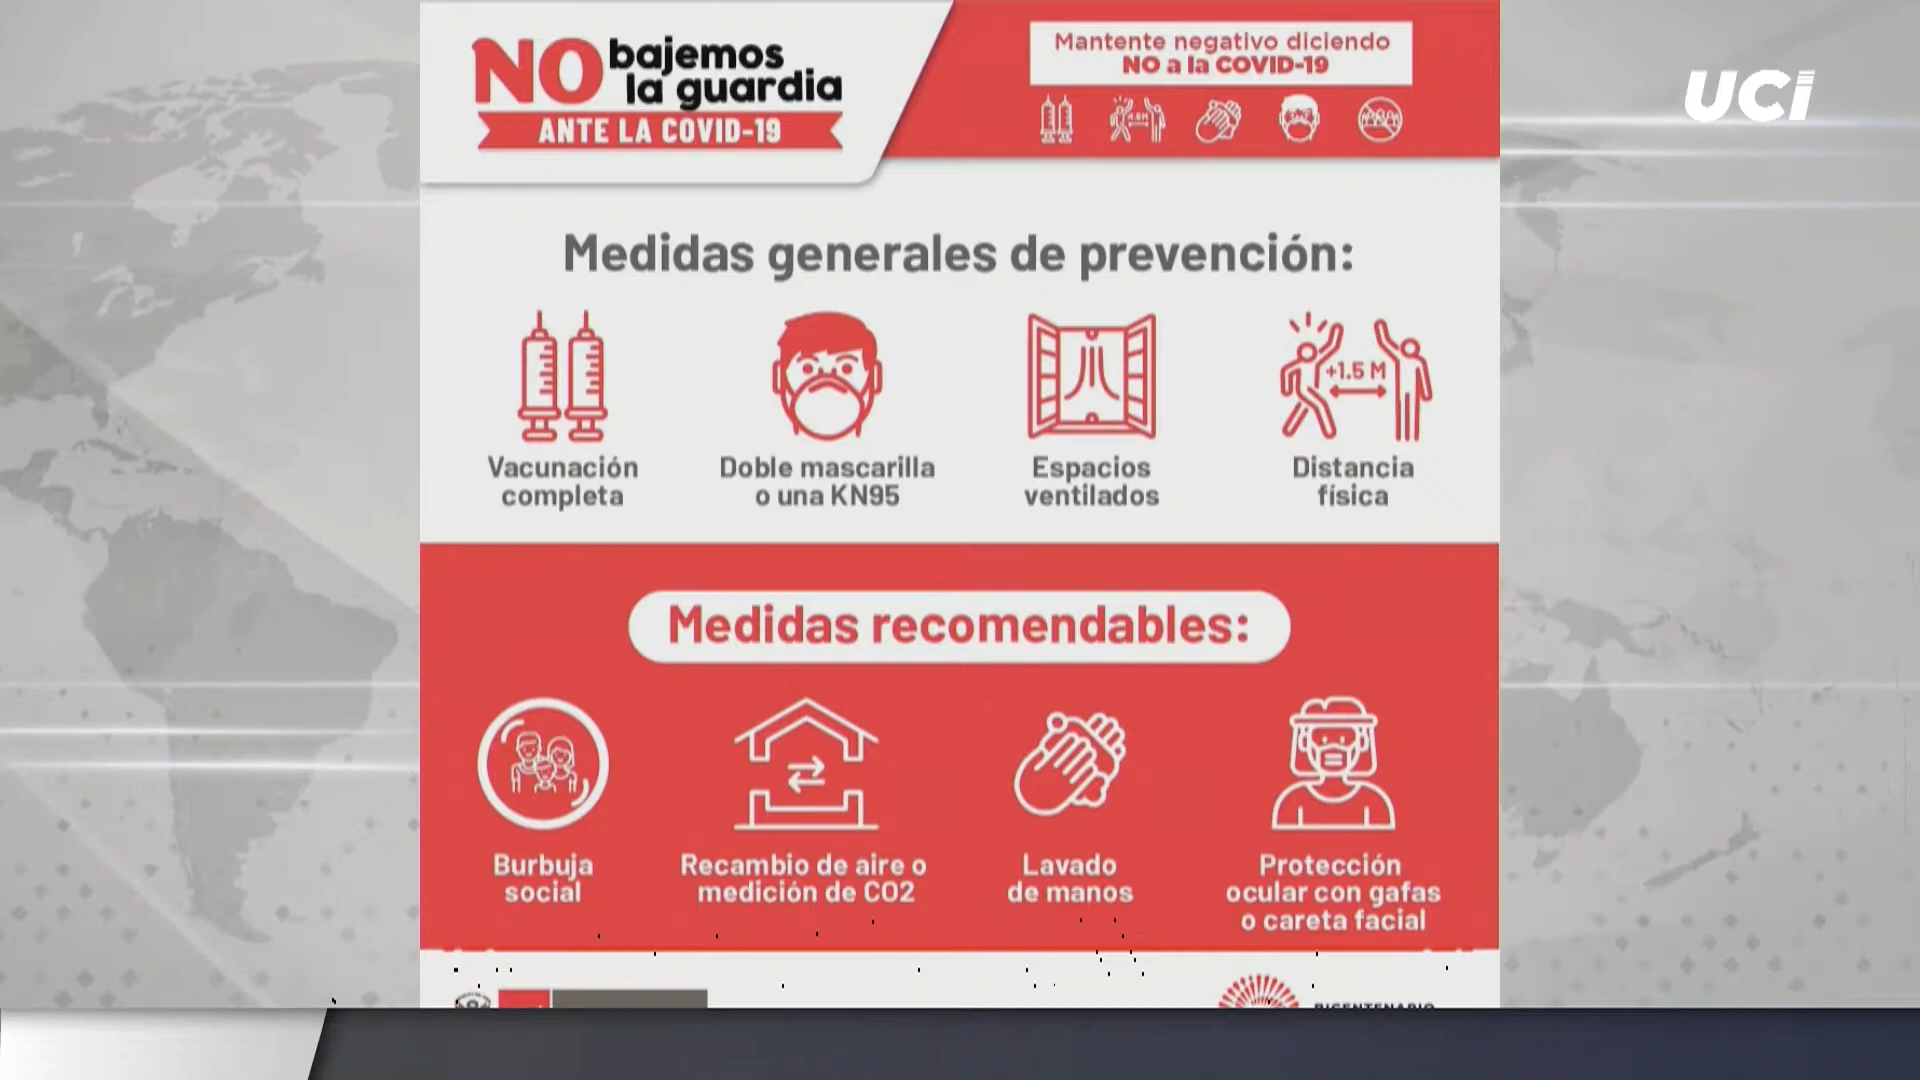 NO bajemos
la guardia
ANTE LA COVID-19
Mantente negativo diciendo
NO a la COVID-19
UCI
Medidas generales de prevención:
+1.5 M
Vacunación
completa
Doble mascarilla
o una KN95
Espacios
ventilados
Distancia
física
Medidas recomendables:
Burbuja
social
Recambio de aire o
medición de CO2
Lavado
de manos
Protección
ocular con gafas
o careta facial
BICENTENARIO